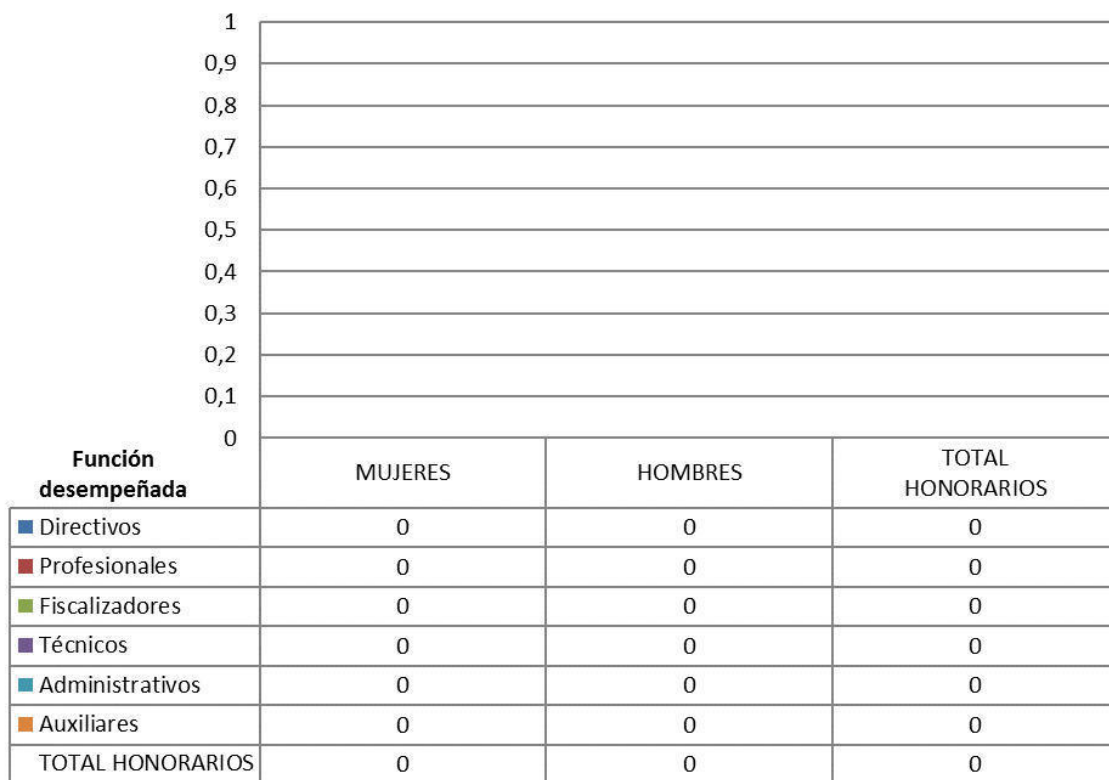 1
0,9
0,8
0,7
0,6
0,5
0,4
0,3
0,2
0,1
0
Función
desempeñada
MUJERES
HOMBRES
TOTAL
HONORARIOS
Directivos 0 0 0
Profesionales 0 0 0
Fiscalizadores 0 0 0
Técnicos 0 0 0
Administrativos 0 0 0
Auxiliares 0 0 0
TOTAL HONORARIOS 0 0 0